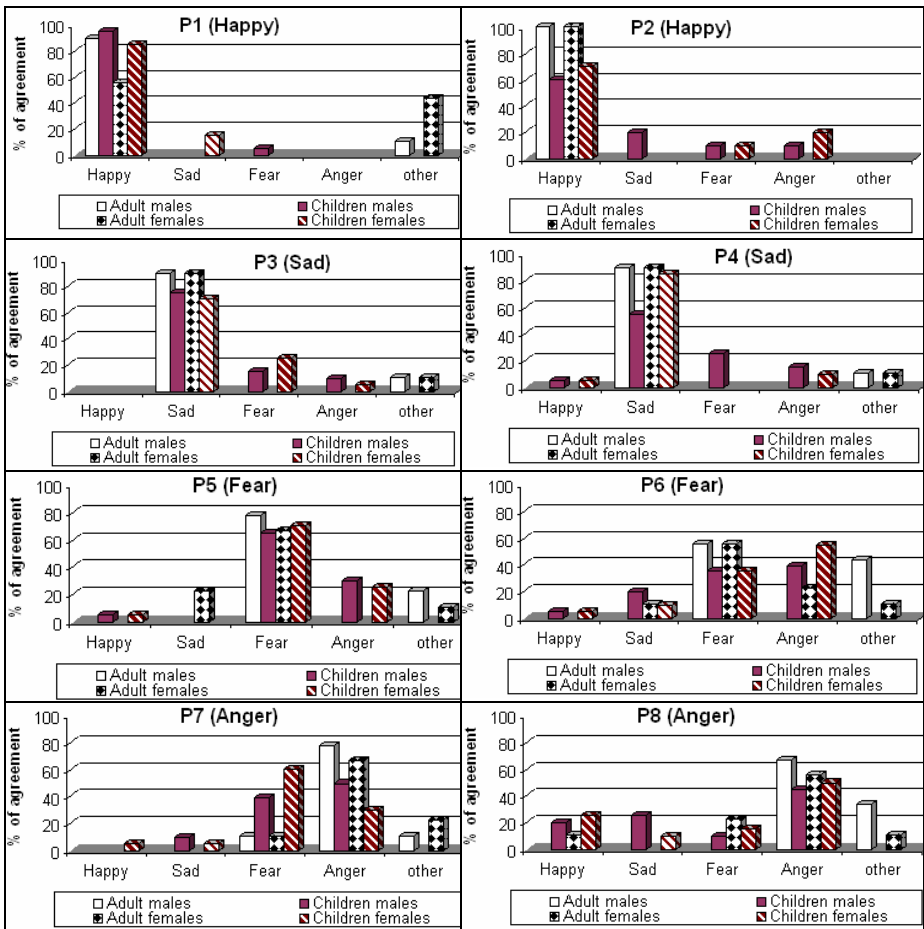 P1 (Happy)
% of agreement
100
80
60
40
20
0
Happy Sad Fear Anger other
Adult males Children males
Adult females Children females
P2 (Happy)
% of agreement
100
80
60
40
20
0
Happy Sad Fear Anger other
Adult males Children males
Adult females Children females
P3 (Sad)
% of agreement
100
80
60
40
20
0
Happy Sad Fear Anger other
Adult males Children males
Adult females Children females
P4 (Sad)
% of agreement
100
80
60
40
20
0
Happy Sad Fear Anger other
Adult males Children males
Adult females Children females
P5 (Fear)
% of agreement
100
80
60
40
20
0
Happy Sad Fear Anger other
Adult males Children males
Adult females Children females
P6 (Fear)
% of agreement
100
80
60
40
20
0
Happy Sad Fear Anger other
Adult males Children males
Adult females Children females
P7 (Anger)
% of agreement
100
80
60
40
20
0
Happy Sad Fear Anger other
Adult males Children males
Adult females Children females
P8 (Anger)
% of agreement
100
80
60
40
20
0
Happy Sad Fear Anger other
Adult males Children males
Adult females Children females